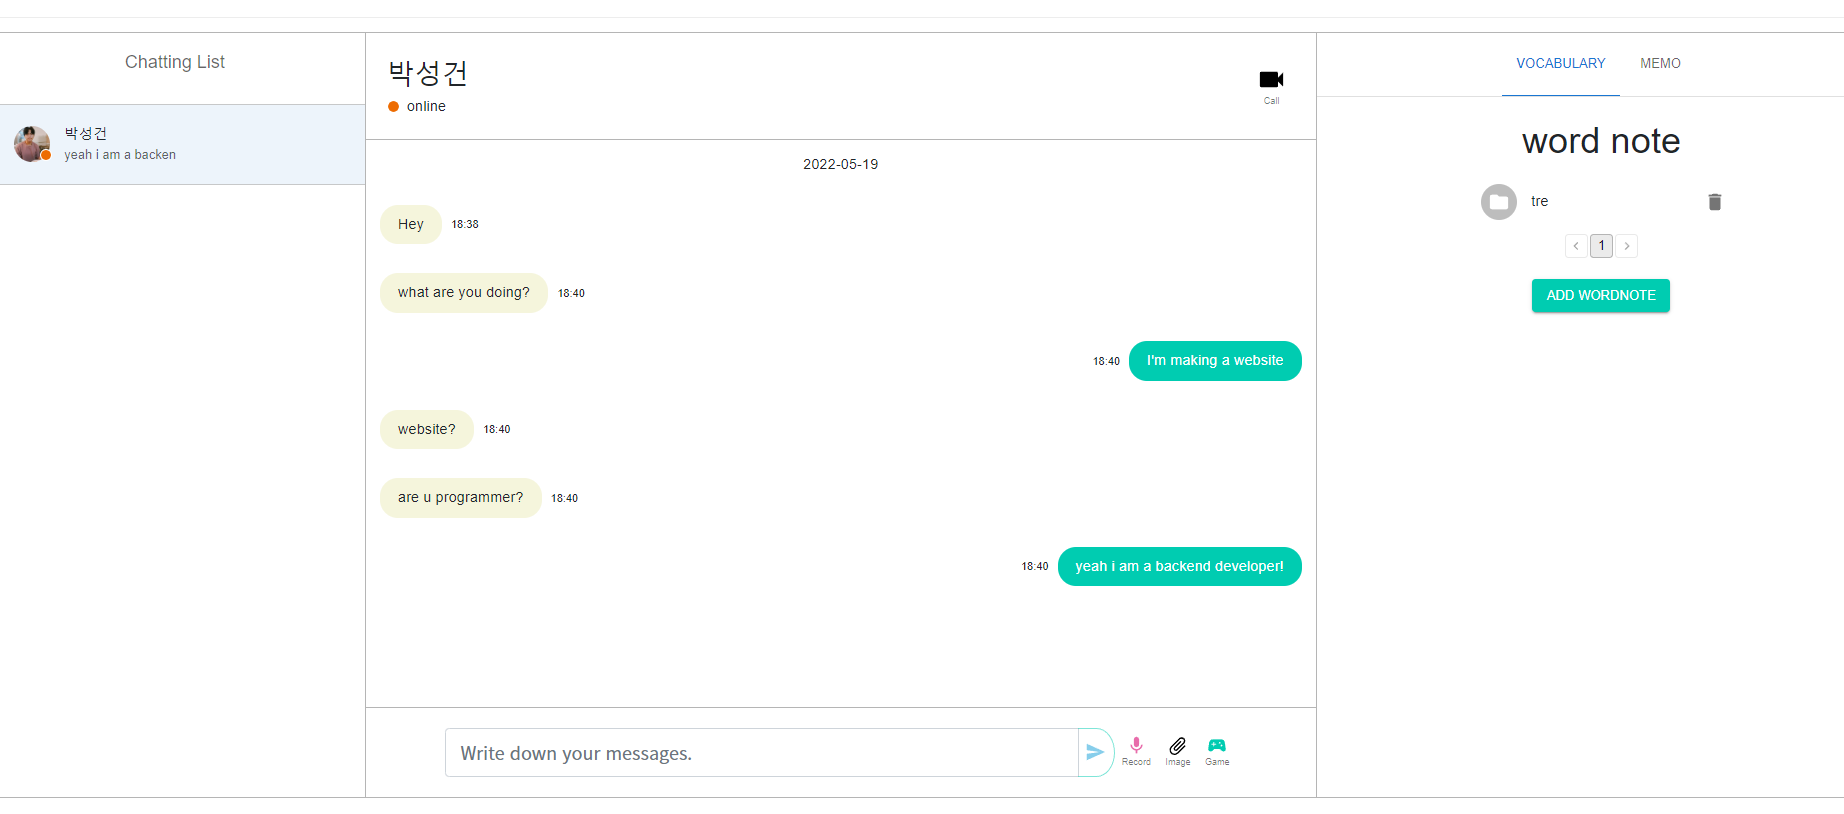 Chatting List
박성건
yeah i am a backen
박성건
online
Call
2022-05-19
Hey 18:38
what are you doing? 18:40
18:40 I'm making a website
website? 18:40
are u programmer? 18:40
18:40 yeah i am a backend developer!
Write down your messages.
Record Image Game
VOCABULARY MEMO
word note
tre
1
ADD WORDNOTE